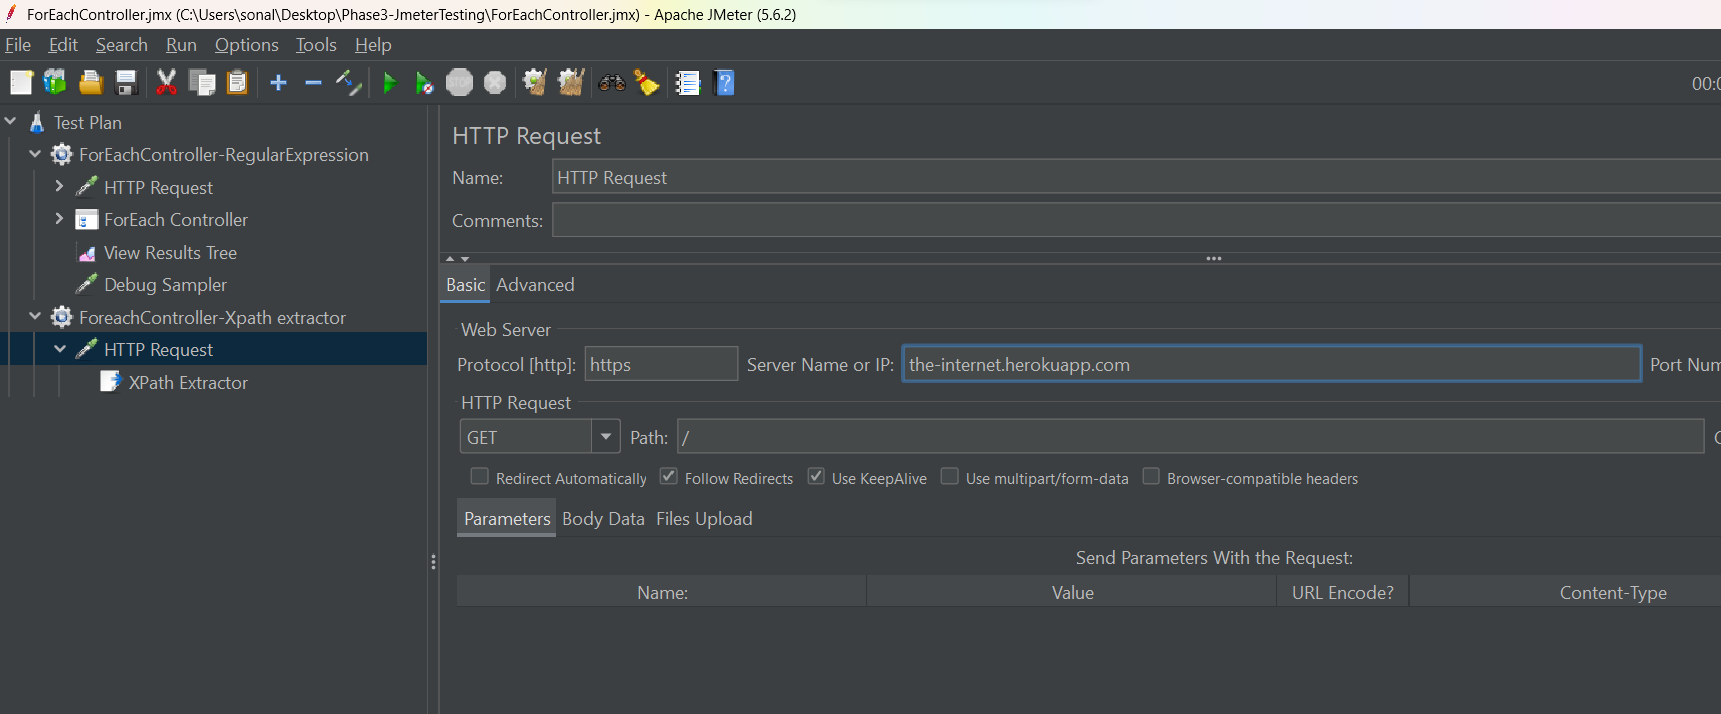 ForEachController.jmx (C:\Users\sonal\Desktop\Phase3-JmeterTesting\ForEachController.jmx) - Apache JMeter (5.6.2)
File Edit Search Run Options Tools Help
STOP
Test Plan
ForEachController-RegularExpression
HTTP Request
ForEach Controller
View Results Tree
Debug Sampler
ForeachController-Xpath extractor
HTTP Request
XPath Extractor
HTTP Request
Name: HTTP Request
Comments:
Basic Advanced
Web Server
Protocol [http]: https Server Name or IP: the-internet.herokuapp.com Port
HTTP Request
GET Path: /
Redirect Automatically Follow Redirects Use KeepAlive Use multipart/form-data Browser-compatible headers
Parameters Body Data Files Upload
Send Parameters With the Request:
Name: Value URL Encode? Content-Type